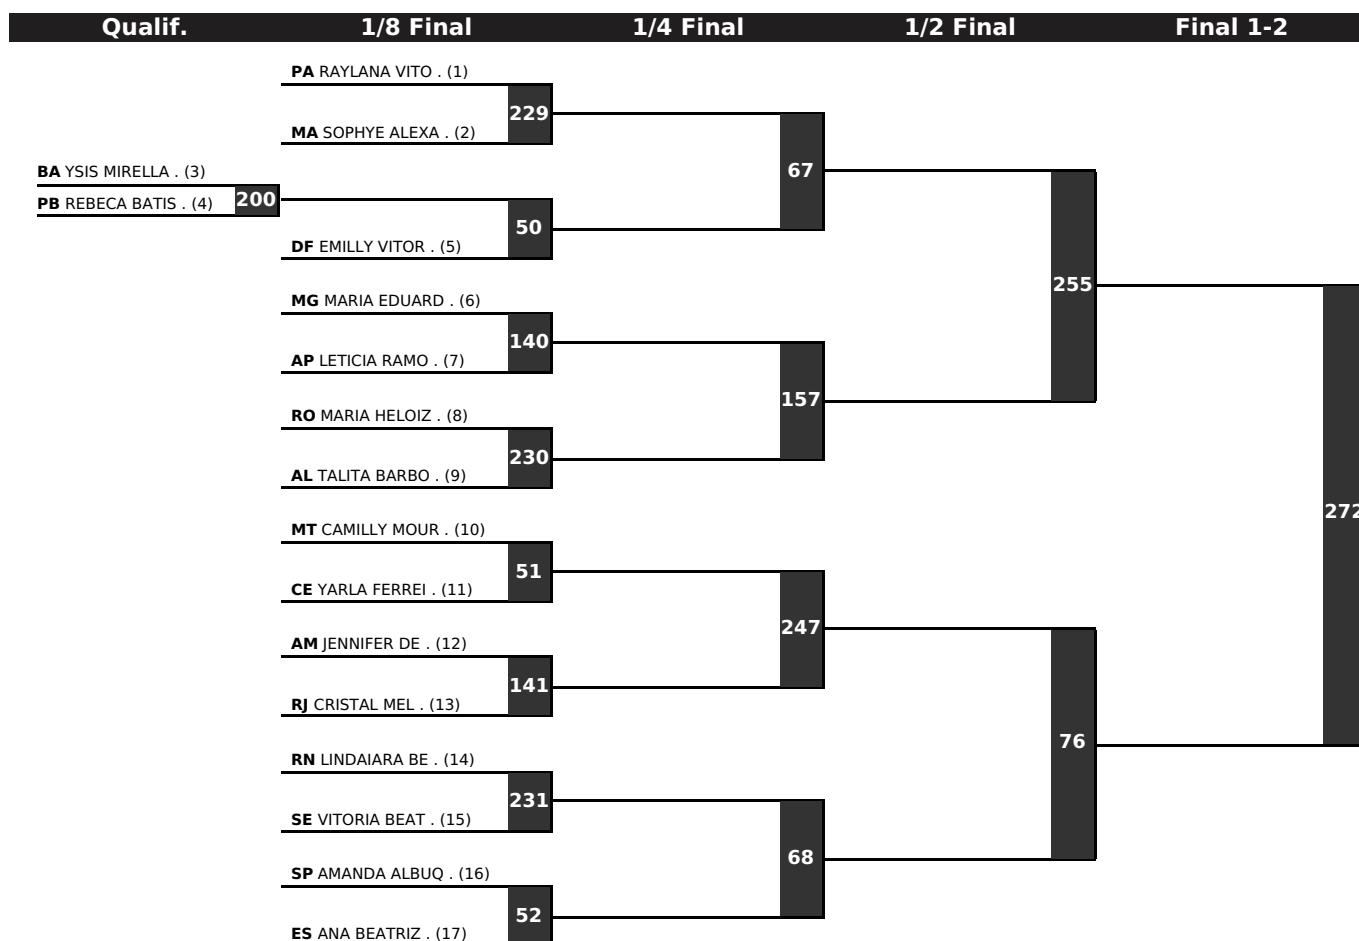 Qualif. 1/8 Final 1/4 Final 1/2 Final Final 1-2
PA RAYLANA VITO . (1)
229
MA SOPHYE ALEXA . (2)
67
BA YSIS MIRELLA . (3)
200
PB REBECA BATIS . (4)
50
DF EMILLY VITOR . (5)
255
MG MARIA EDUARD . (6)
140
AP LETICIA RAMO . (7)
157
RO MARIA HELOIZ . (8)
230
AL TALITA BARBO . (9)
272
MT CAMILLY MOUR . (10)
51
CE YARLA FERREI . (11)
247
AM JENNIFER DE . (12)
141
RJ CRISTAL MEL . (13)
76
RN LINDAIARA BE . (14)
231
SE VITORIA BEAT . (15)
68
SP AMANDA ALBUQ . (16)
52
ES ANA BEATRIZ . (17)